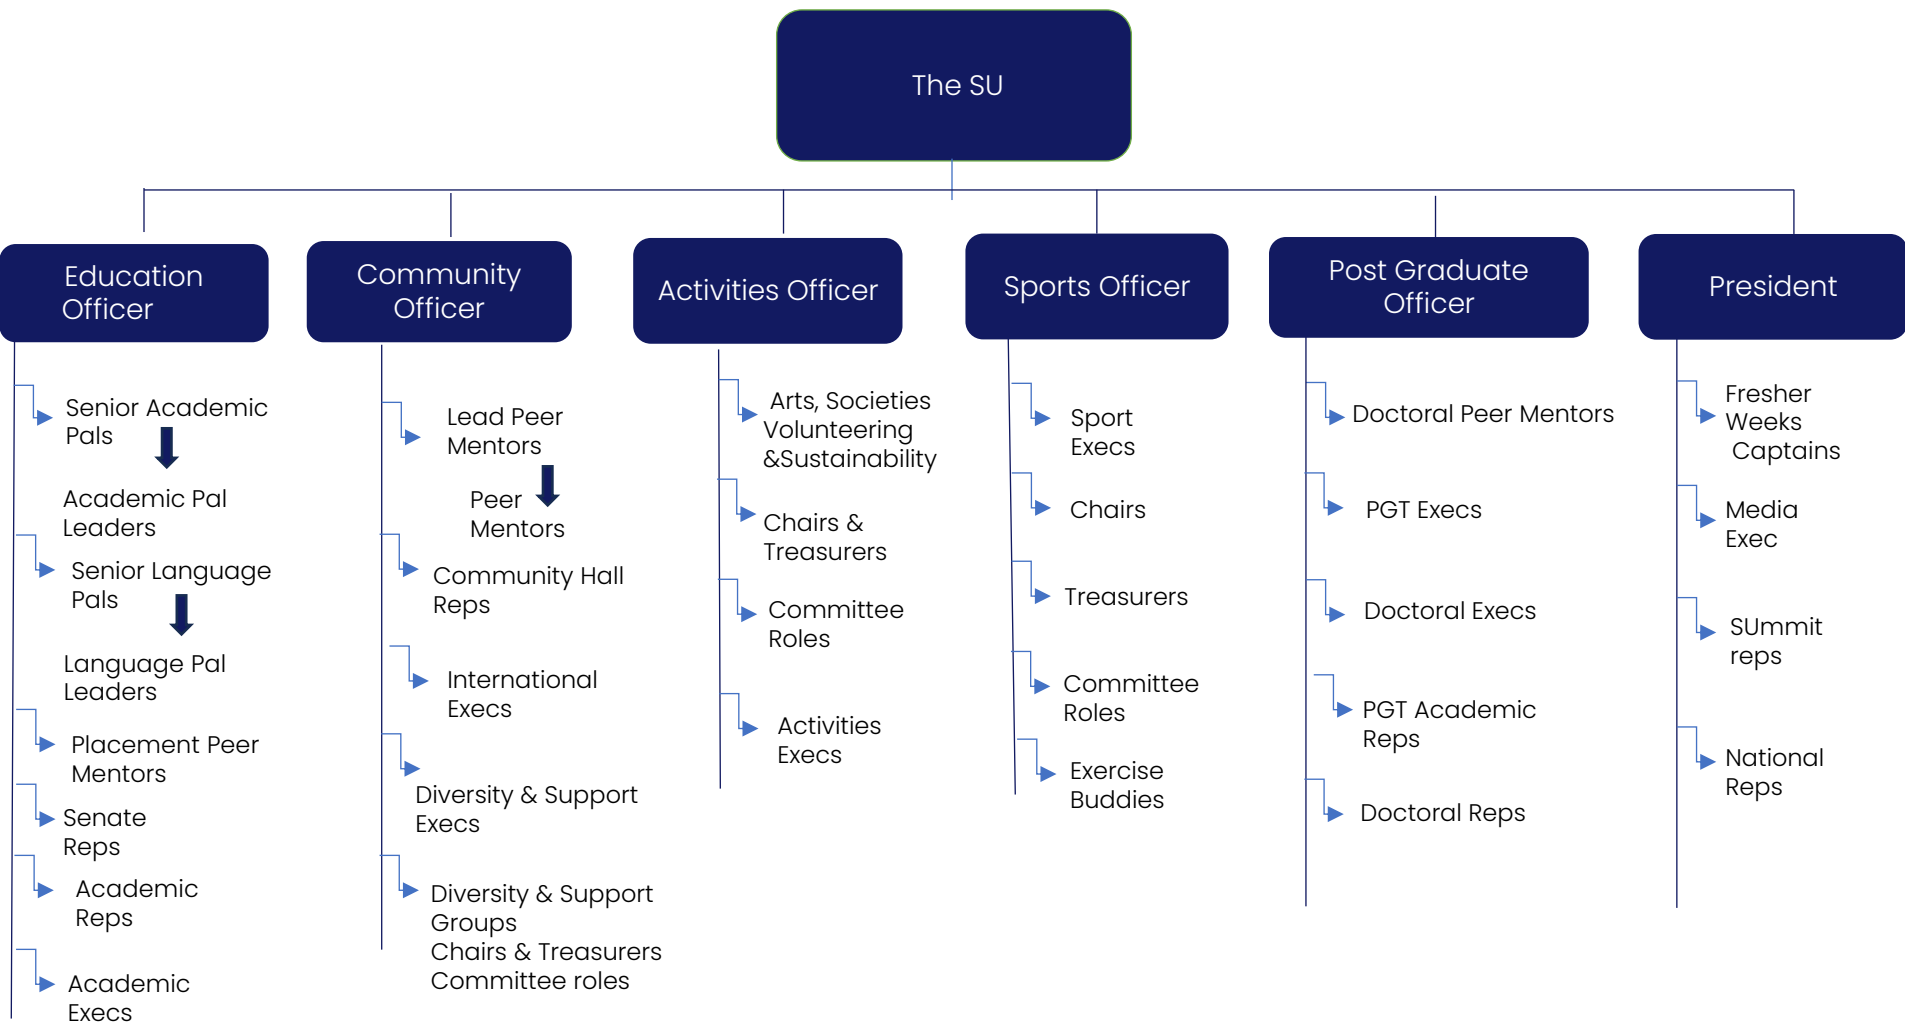 The SU
Education
Officer
Senior Academic
Pals
Academic Pal
Leaders
Senior Language
Pals
Language Pal
Leaders
Placement Peer
Mentors
Senate
Reps
Academic
Reps
Academic
Execs
Community
Officer
Lead Peer
Mentors
Peer
Mentors
Community Hall
Reps
International
Execs
Diversity & Support
Execs
Diversity & Support
Groups
Chairs & Treasurers
Committee roles
Activities Officer
Arts, Societies
Volunteering
&Sustainability
Chairs &
Treasurers
Committee
Roles
Activities
Execs
Sports Officer
Sport
Execs
Chairs
Treasurers
Committee
Roles
Exercise
Buddies
Post Graduate
Officer
Doctoral Peer Mentors
PGT Execs
Doctoral Execs
PGT Academic
Reps
Doctoral Reps
President
Fresher
Weeks
Captains
Media
Exec
SUmmit
reps
National
Reps